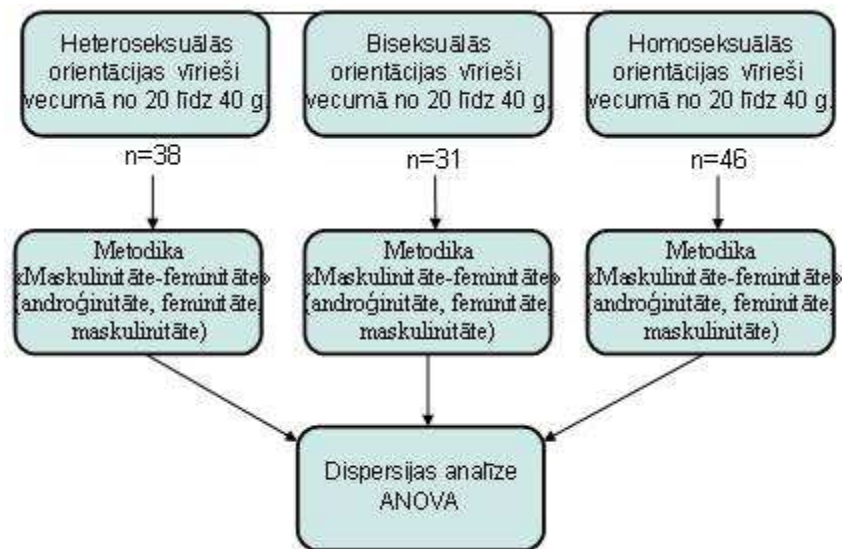 Heteroseksuālās
orientācijas vīrieši
vecumā no 20 līdz 40 g.
Biseksuālās
orientācijas vīrieši
vecumā no 20 līdz 40 g.
Homoseksuālās
orientācijas vīrieši
vecumā no 20 līdz 40 g.
n=38
n=31
n=46
Metodika
«Maskulinitāte-feminitāte»
(androģinitāte, feminitāte,
maskulinitāte)
Metodika
«Maskulinitāte-feminitāte»
(androģinitāte, feminitāte,
maskulinitāte)
Metodika
«Maskulinitāte-feminitāte»
(androģinitāte, feminitāte,
maskulinitāte)
Dispersijas analīze
ANOVA